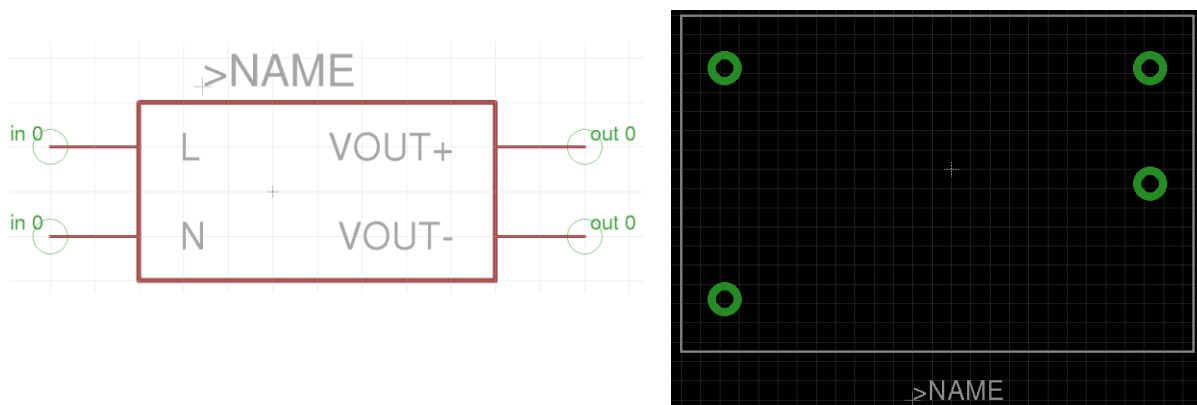 >NAME
in 0 L VOUT+ out 0
in 0 N VOUT- out 0
>NAME